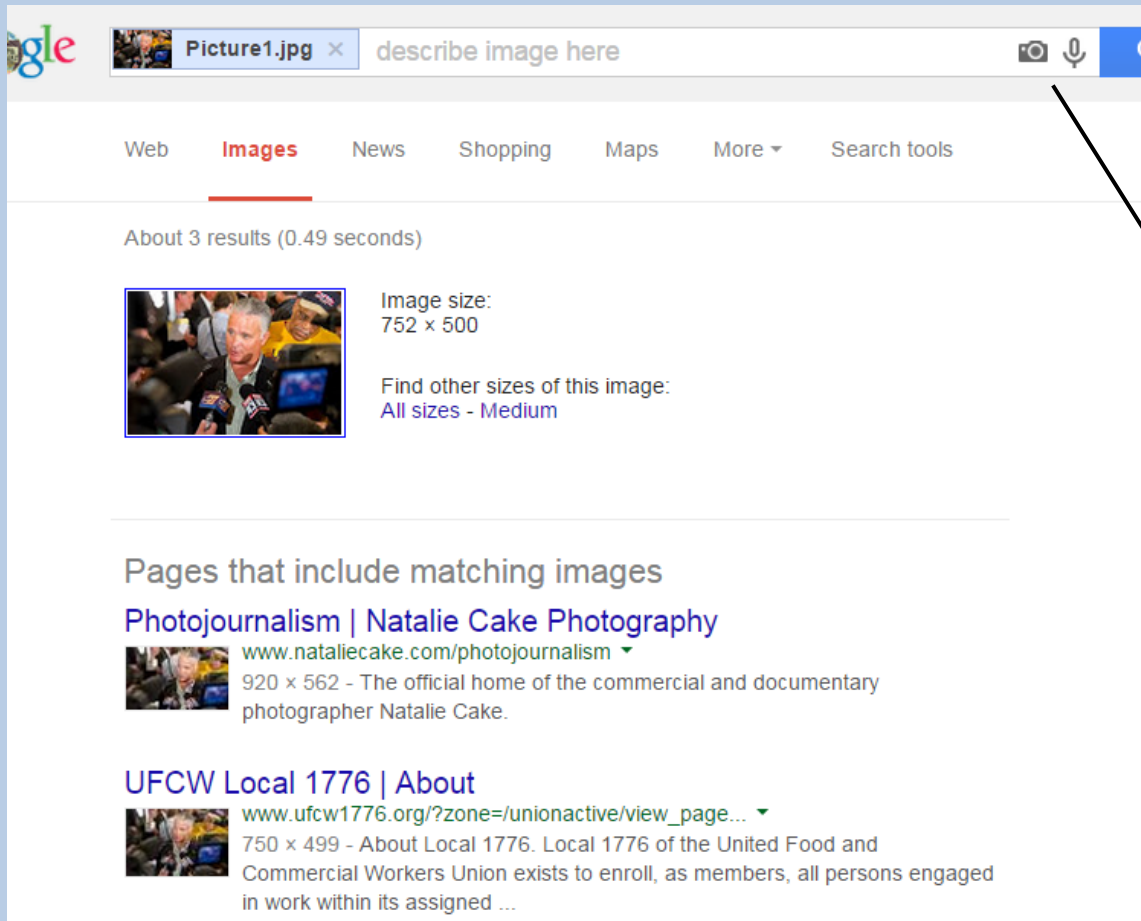 gle
Picture1.jpg × describe image here
Web Images News Shopping Maps More Search tools
About 3 results (0.49 seconds)
Image size:
752 × 500
Find other sizes of this image:
All sizes - Medium
Pages that include matching images
Photojournalism | Natalie Cake Photography
www.nataliecake.com/photojournalism
920 × 562 - The official home of the commercial and documentary
photographer Natalie Cake.
UFCW Local 1776 | About
www.ufcw1776.org/?zone=/unionactive/view_page...
750 × 499 - About Local 1776. Local 1776 of the United Food and
Commercial Workers Union exists to enroll, as members, all persons engaged
in work within its assigned ...